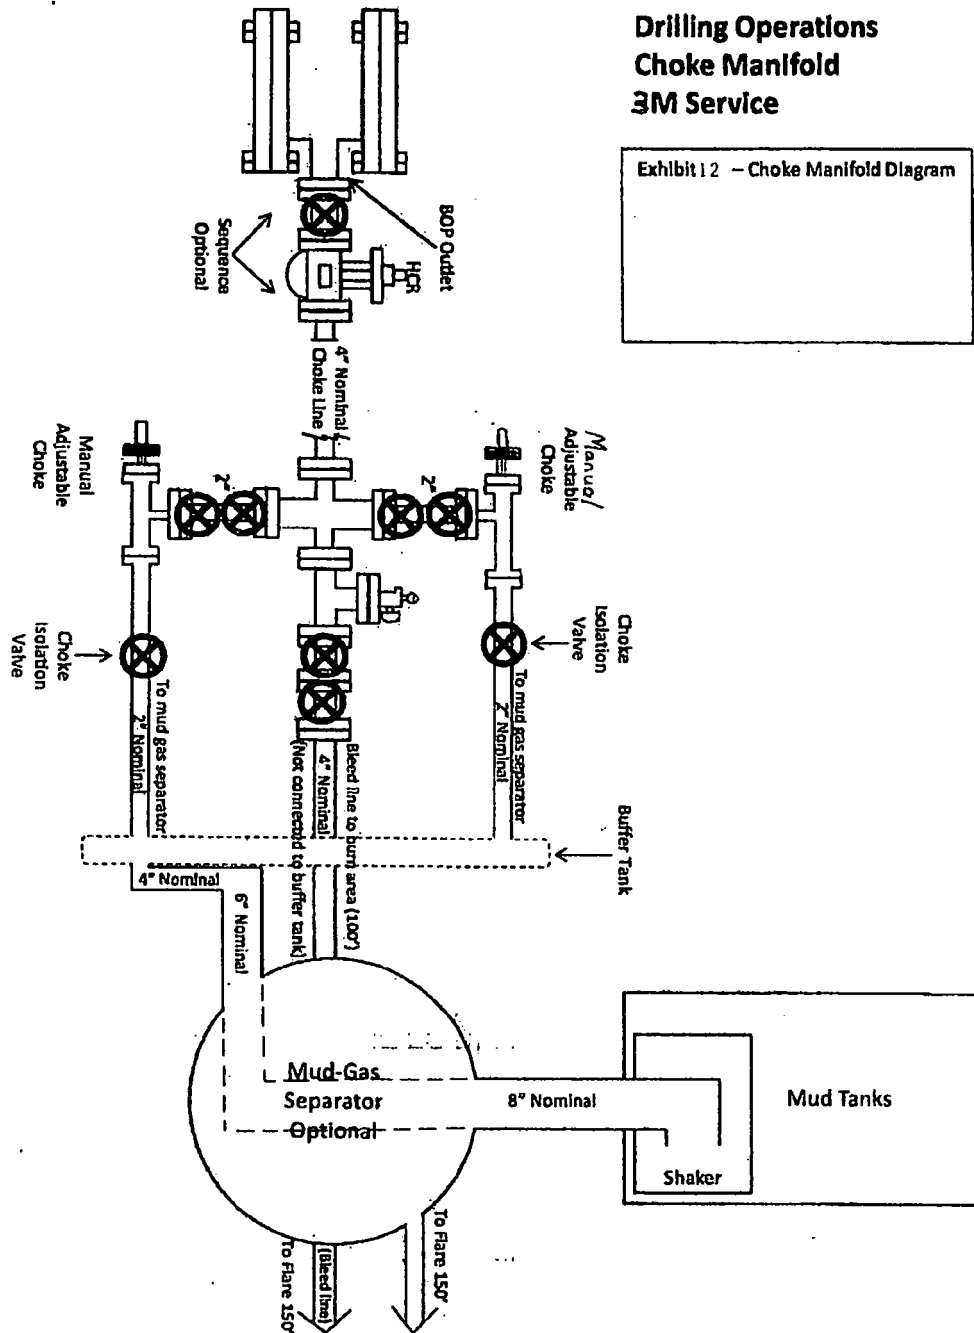 Drilling Operations
Choke Manifold
3M Service
Exhibit 12 – Choke Manifold Diagram
BOP Outlet
HCR
Sequence
Optional
4" Nominal
Choke Line
Manual
Adjustable
Choke
Manual
Adjustable
Choke
2"
2"
Choke
Isolation
Valve
Choke
Isolation
Valve
To mud gas separator
2" Nominal
Bleed line to burn area (100')
4" Nominal
(Not connected to buffer tank)
To mud gas separator
2" Nominal
Buffer Tank
4" Nominal
6" Nominal
Mud-Gas
Separator
Optional
8" Nominal
Mud Tanks
Shaker
To Flare 150'
(Bleed line)
To Flare 150'